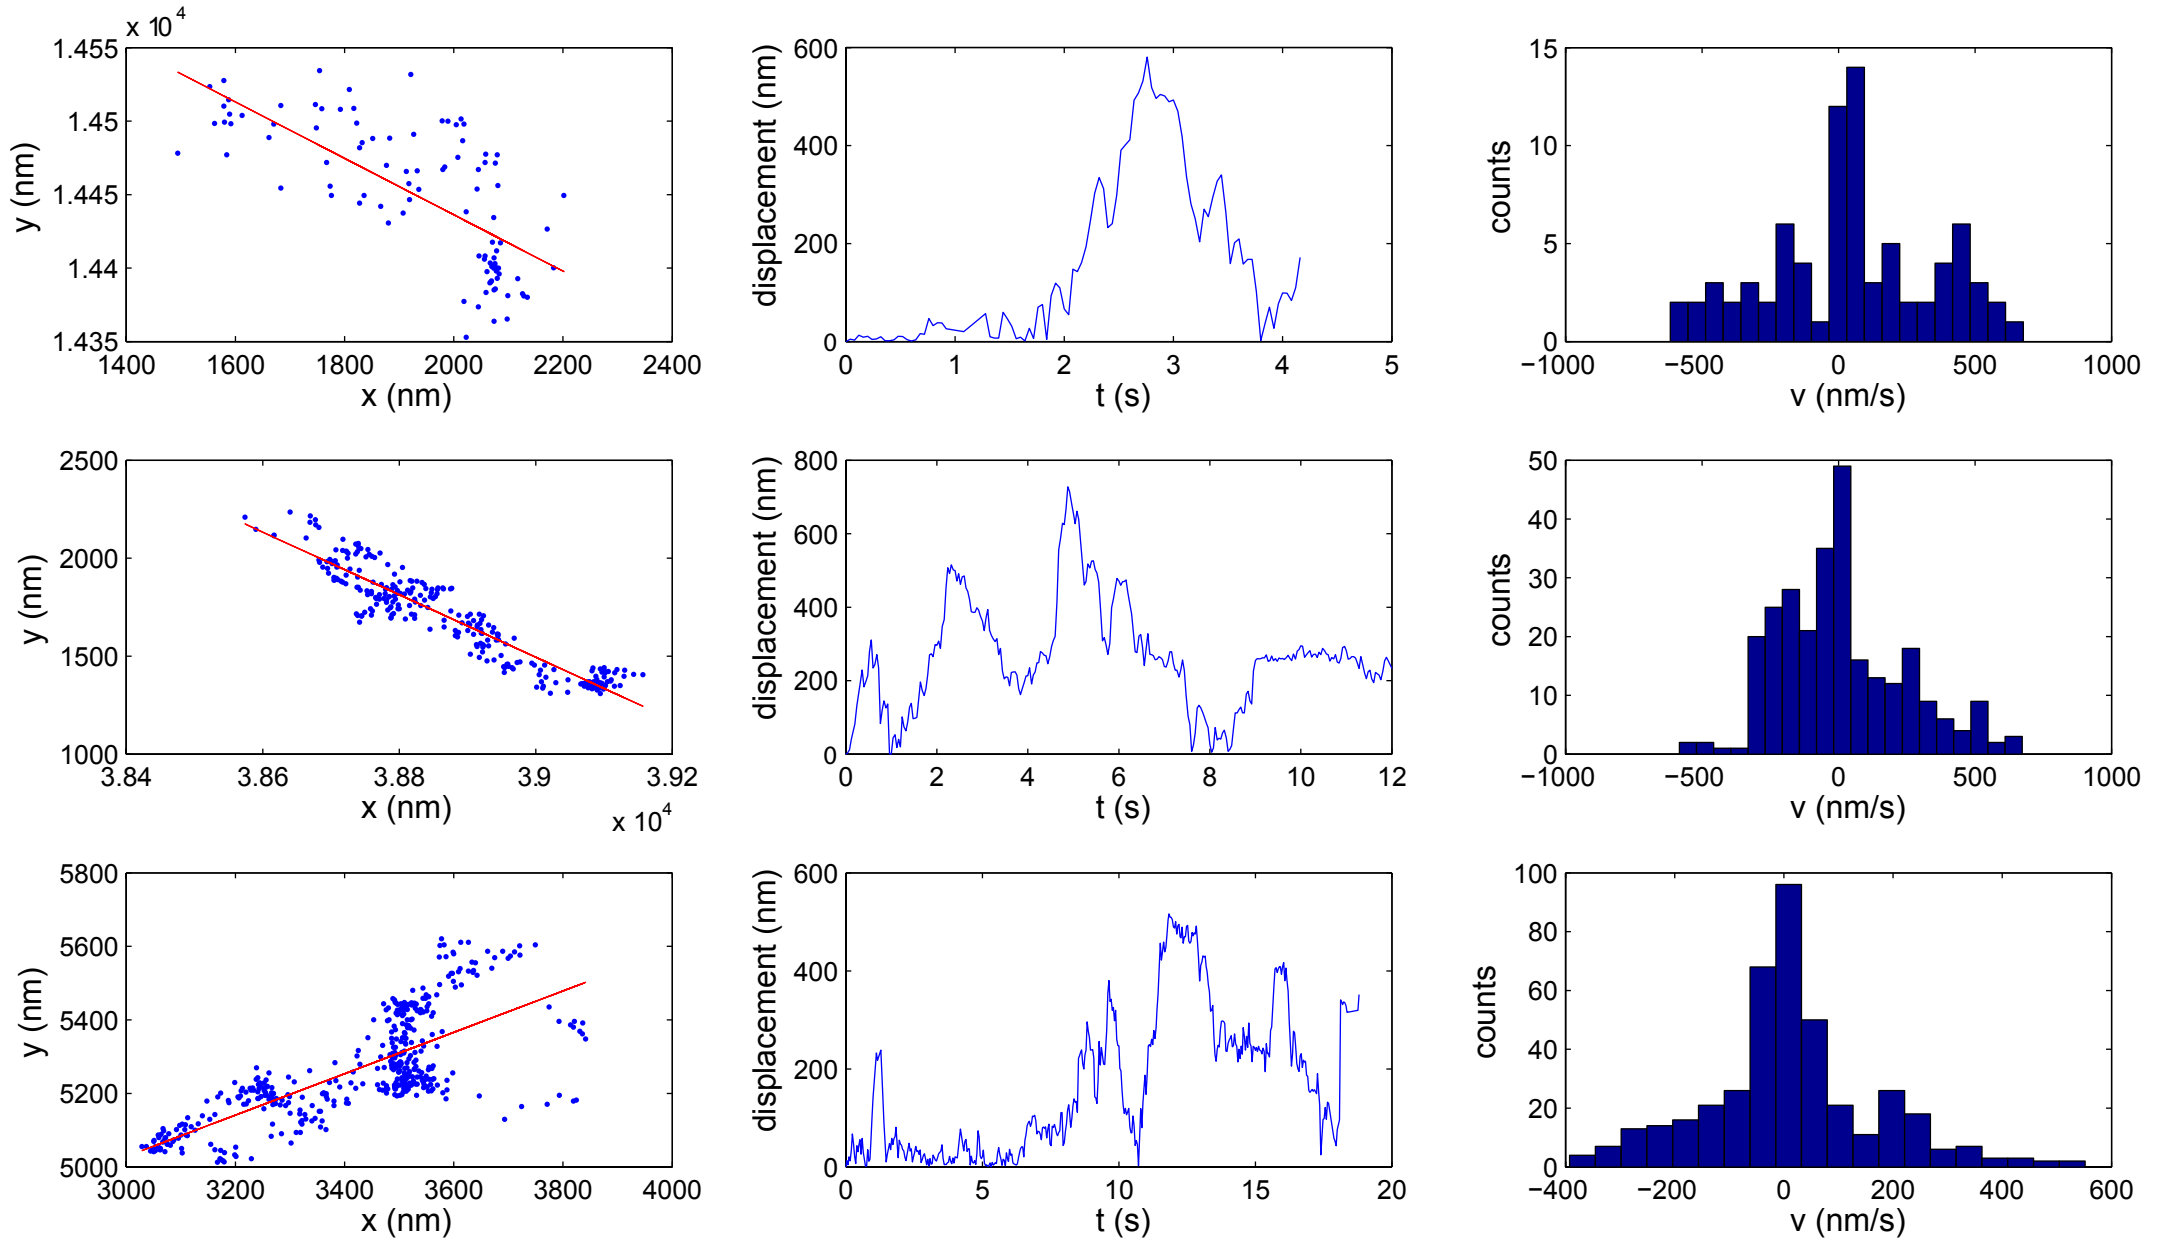 x 10^4
1.455
1.45
1.445
1.44
1.435
y (nm)
1400 1600 1800 2000 2200 2400
x (nm)
600
400
200
0
displacement (nm)
0 1 2 3 4 5
t (s)
15
10
5
0
counts
−1000 −500 0 500 1000
v (nm/s)
2500
2000
1500
1000
y (nm)
3.84 3.86 3.88 3.9 3.92
x (nm)
x 10^4
800
600
400
200
0
displacement (nm)
0 2 4 6 8 10 12
t (s)
50
40
30
20
10
0
counts
−1000 −500 0 500 1000
v (nm/s)
5800
5600
5400
5200
5000
y (nm)
3000 3200 3400 3600 3800 4000
x (nm)
600
400
200
0
displacement (nm)
0 5 10 15 20
t (s)
100
80
60
40
20
0
counts
−400 −200 0 200 400 600
v (nm/s)